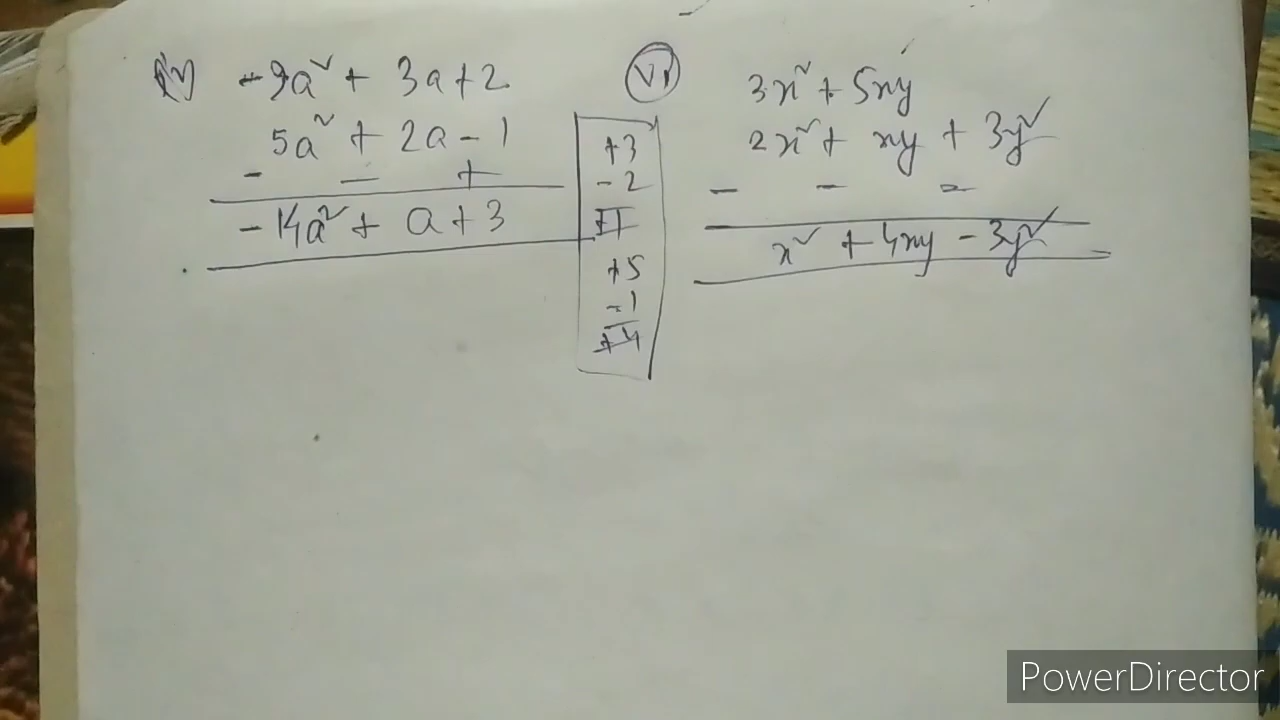 -9a² + 3a + 2
5a² + 2a - 1
- - +
-14a² + a + 3
+3
-2
+1
+5
-1
+4
(vi)
3x² + 5xy
2x² + xy + 3y²
- - -
x² + 4xy - 3y²
PowerDirector